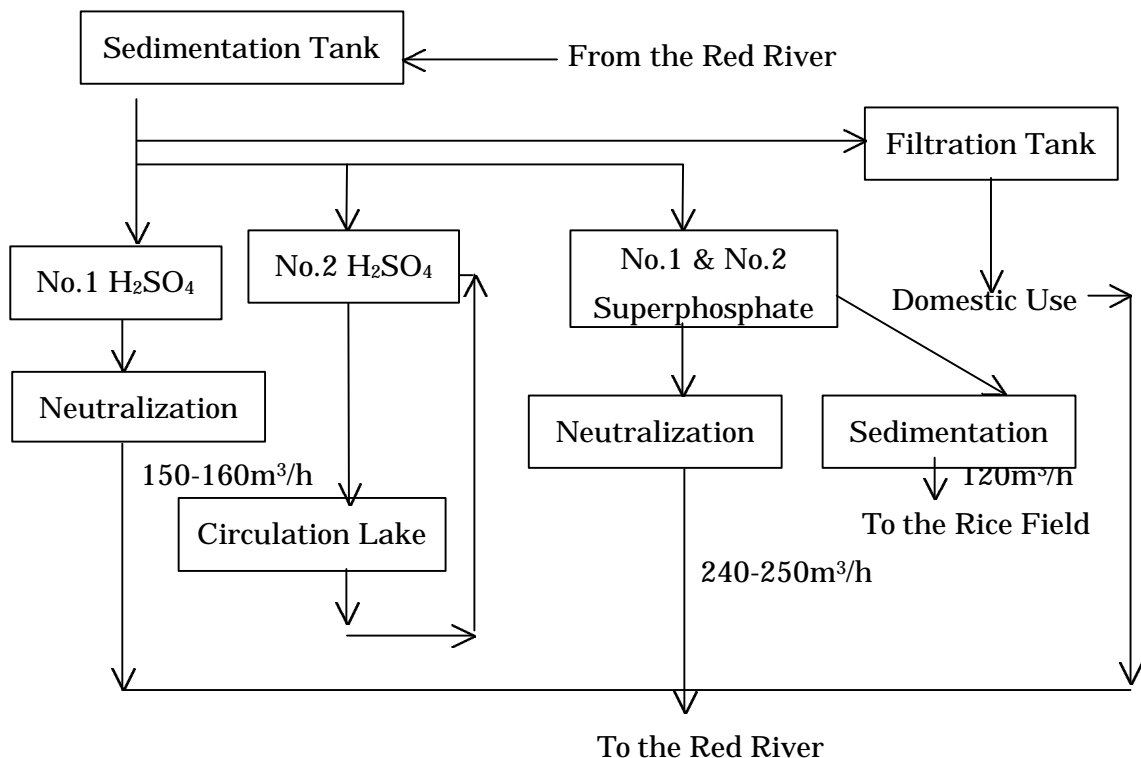 Sedimentation Tank
From the Red River
Filtration Tank
No.1 H₂SO₄
No.2 H₂SO₄
No.1 & No.2
Superphosphate
Domestic Use
Neutralization
Neutralization
Sedimentation
150-160m³/h
120m³/h
Circulation Lake
To the Rice Field
240-250m³/h
To the Red River